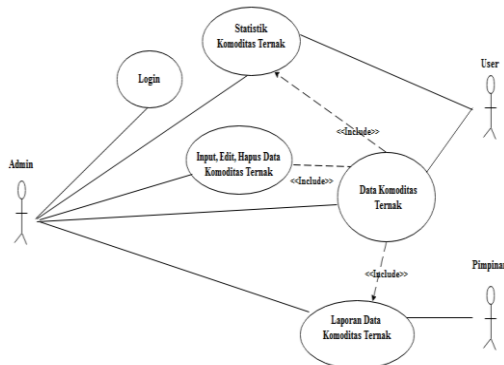 Statistik
Komoditas Ternak
Login
User
<<Include>>
Admin
Input, Edit, Hapus Data
Komoditas Ternak
<<Include>>
Data Komoditas
Ternak
<<Include>>
Pimpinan
Laporan Data
Komoditas Ternak